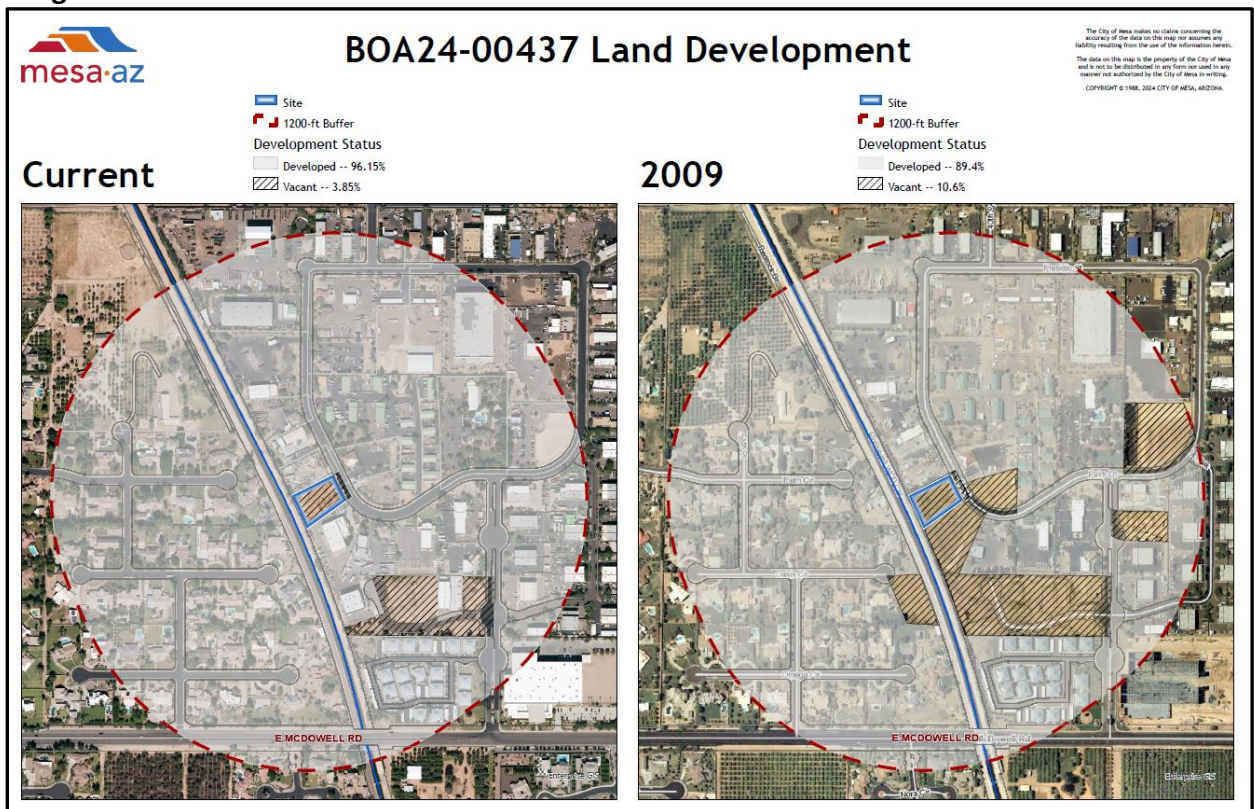 mesa·az
BOA24-00437 Land Development
The City of Mesa makes no claims concerning the
accuracy of the data on this map nor assumes any
liability resulting from the use of the information herein.
The data on this map is the property of the City of Mesa
and is not to be distributed in any form nor used in any
manner not authorized by the City of Mesa in writing.
COPYRIGHT © 1988, 2024 CITY OF MESA, ARIZONA
Current
Site
1200-ft Buffer
Development Status
Developed -- 96.15%
Vacant -- 3.85%
2009
Site
1200-ft Buffer
Development Status
Developed -- 89.4%
Vacant -- 10.6%
E MCDOWELL RD
Enterprise GIS
Palm Cir
E MCDOWELL RD
McDowell Rd
Enterprise GIS